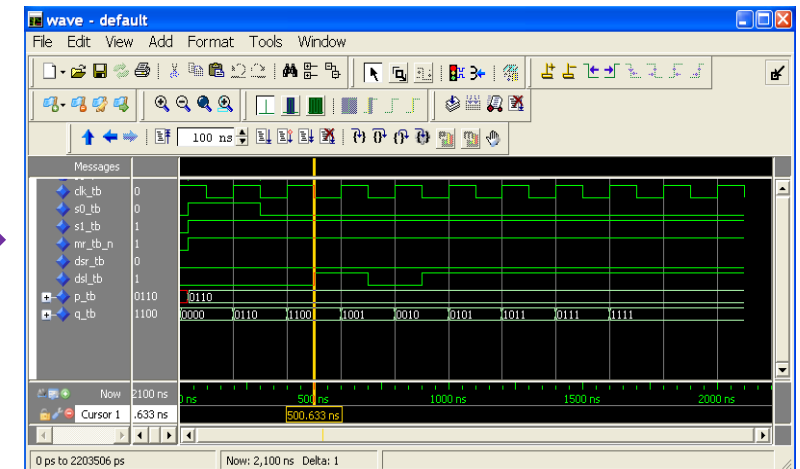 wave - default
File Edit View Add Format Tools Window
100 ns
Messages
clk_tb 0
s0_tb 0
s1_tb 1
mr_tb_n 1
dsr_tb 0
dsl_tb 1
p_tb 0110 0110
q_tb 1100 0000 0110 1100 1001 0010 0101 1011 0111 1111
Now 2100 ns ns 500 ns 1000 ns 1500 ns 2000 ns
Cursor 1 .633 ns 500.633 ns
0 ps to 2203506 ps Now: 2,100 ns Delta: 1